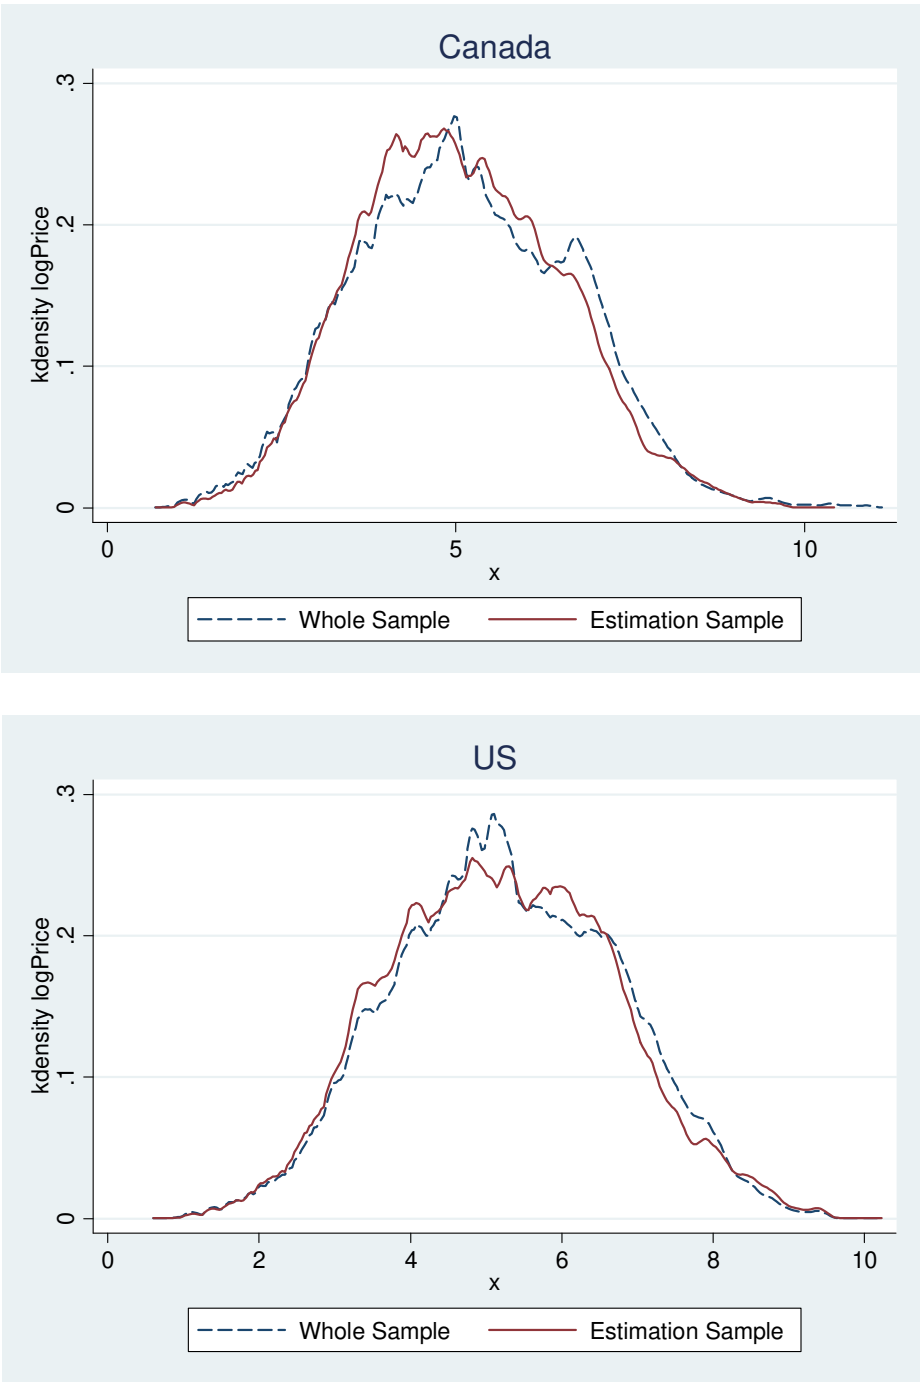 Canada
kdensity logPrice
.3
.2
.1
0
0 5 10
x
Whole Sample Estimation Sample
US
kdensity logPrice
.3
.2
.1
0
0 2 4 6 8 10
x
Whole Sample Estimation Sample